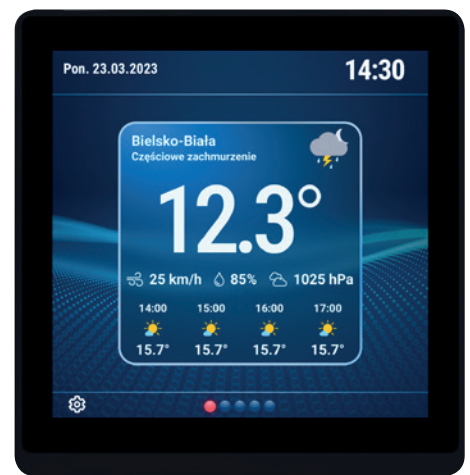 Pon. 23.03.2023 14:30
Bielsko-Biała
Częściowe zachmurzenie
12.3°
25 km/h 85% 1025 hPa
14:00 15:00 16:00 17:00
15.7° 15.7° 15.7° 15.7°